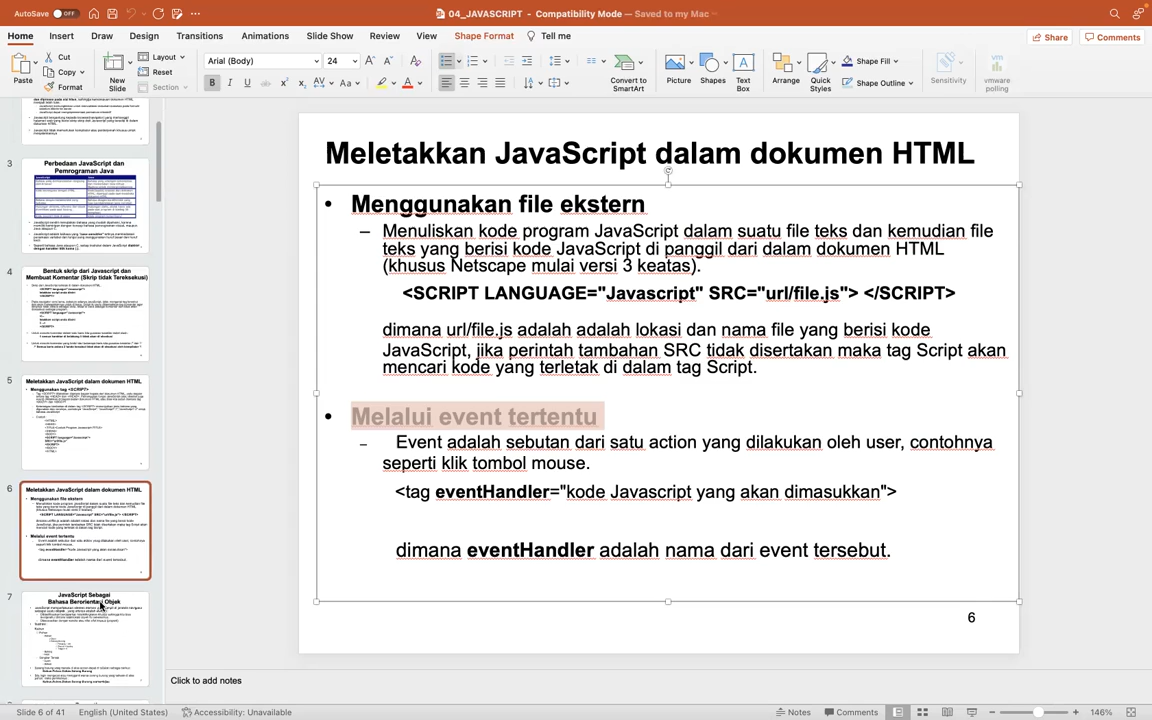 AutoSave OFF
04_JAVASCRIPT - Compatibility Mode — Saved to my Mac
Home Insert Draw Design Transitions Animations Slide Show Review View Shape Format Tell me
Share Comments
Paste
Cut
Copy
Format
New Slide
Layout
Reset
Section
Arial (Body) 24
Convert to SmartArt
Picture
Shapes
Text Box
Arrange
Quick Styles
Shape Fill
Shape Outline
Sensitivity
vm
vmware polling
3
Perbedaan JavaScript dan
Pemrograman Java
4
Bentuk skrip dari Javascript dan
Membuat Komentar (Skrip tidak Tereksekusi)
5
Meletakkan JavaScript dalam dokumen HTML
• Menggunakan tag <SCRIPT>
6
Meletakkan JavaScript dalam dokumen HTML
• Menggunakan file ekstern
• Melalui event tertentu
7
JavaScript Sebagai
Bahasa Berorientasi Objek
Meletakkan JavaScript dalam dokumen HTML
• Menggunakan file ekstern
– Menuliskan kode program JavaScript dalam suatu file teks dan kemudian file
teks yang berisi kode JavaScript di panggil dari dalam dokumen HTML
(khusus Netscape mulai versi 3 keatas).
<SCRIPT LANGUAGE="Javascript" SRC="url/file.js"> </SCRIPT>
dimana url/file.js adalah adalah lokasi dan nama file yang berisi kode
JavaScript, jika perintah tambahan SRC tidak disertakan maka tag Script akan
mencari kode yang terletak di dalam tag Script.
• Melalui event tertentu
– Event adalah sebutan dari satu action yang dilakukan oleh user, contohnya
seperti klik tombol mouse.
<tag eventHandler="kode Javascript yang akan dimasukkan">
dimana eventHandler adalah nama dari event tersebut.
6
Click to add notes
Slide 6 of 41 English (United States) Accessibility: Unavailable
Notes Comments 146%